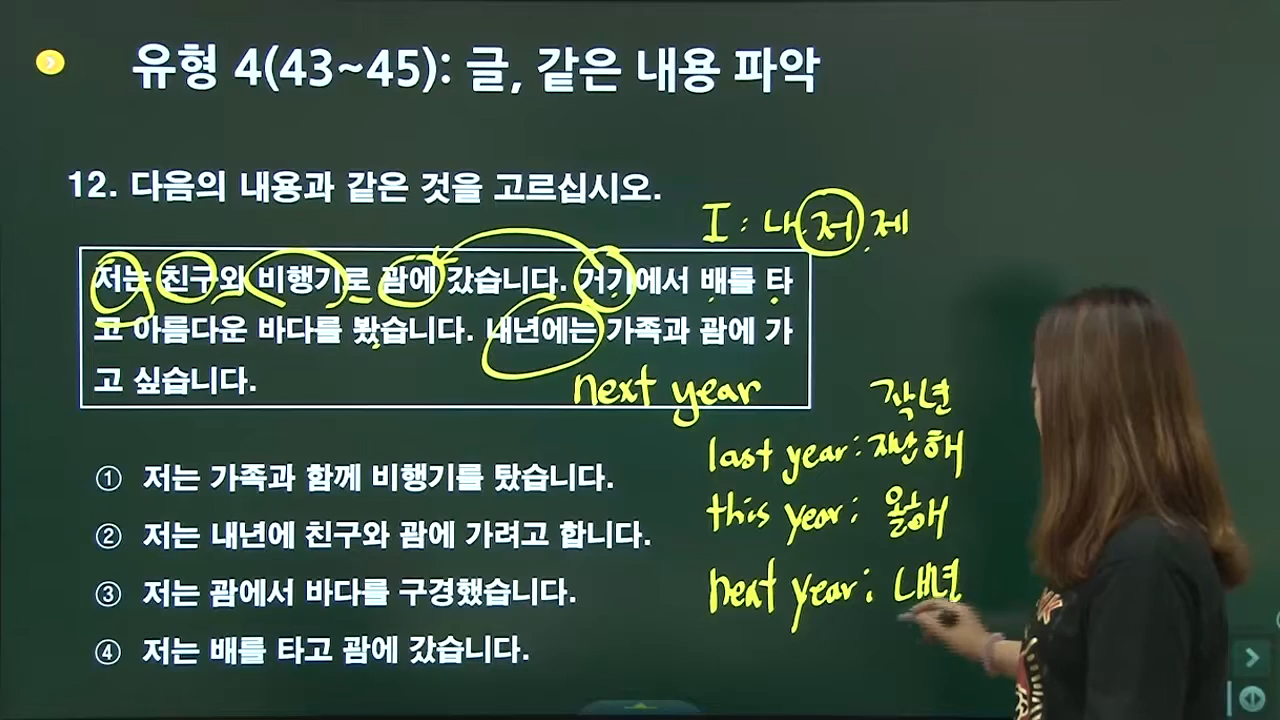 유형 4(43~45): 글, 같은 내용 파악
12. 다음의 내용과 같은 것을 고르십시오.
I : 내 저 제
저는 친구와 비행기로 괌에 갔습니다. 거기에서 배를 타
고 아름다운 바다를 봤습니다. 내년에는 가족과 괌에 가
고 싶습니다.
next year
작년
last year : 지난해
this year : 올해
next year : 내년
① 저는 가족과 함께 비행기를 탔습니다.
② 저는 내년에 친구와 괌에 가려고 합니다.
③ 저는 괌에서 바다를 구경했습니다.
④ 저는 배를 타고 괌에 갔습니다.